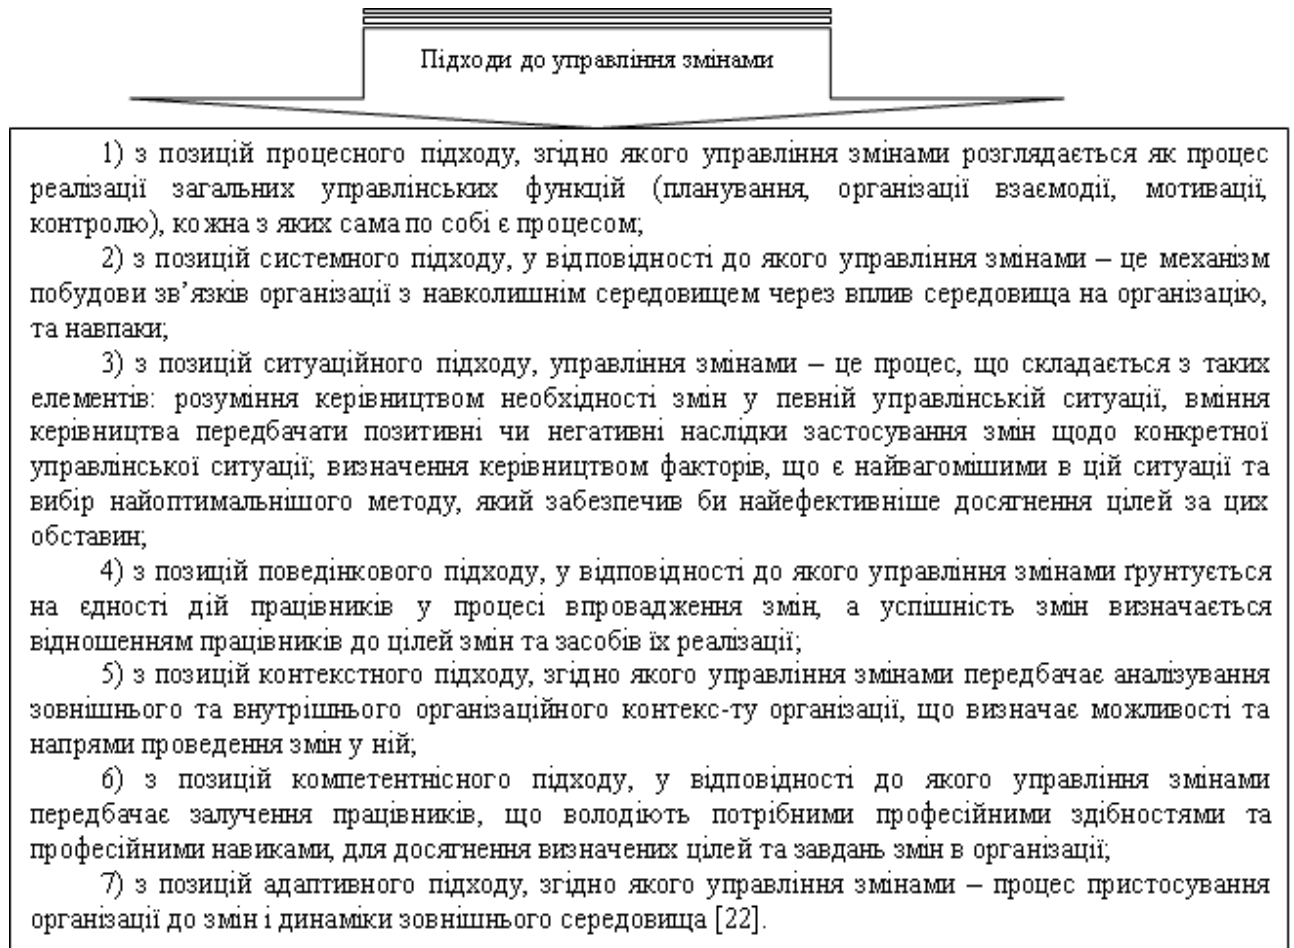 Підходи до управління змінами
1) з позицій процесного підходу, згідно якого управління змінами розглядається як процес
реалізації загальних управлінських функцій (планування, організації взаємодії, мотивації,
контролю), кожна з яких сама по собі є процесом;
2) з позицій системного підходу, у відповідності до якого управління змінами – це механізм
побудови зв’язків організації з навколишнім середовищем через вплив середовища на організацію,
та навпаки;
3) з позицій ситуаційного підходу, управління змінами – це процес, що складається з таких
елементів: розуміння керівництвом необхідності змін у певній управлінській ситуації, вміння
керівництва передбачати позитивні чи негативні наслідки застосування змін щодо конкретної
управлінської ситуації; визначення керівництвом факторів, що є найвагомішими в цій ситуації та
вибір найоптимальнішого методу, який забезпечив би найефективніше досягнення цілей за цих
обставин;
4) з позицій поведінкового підходу, у відповідності до якого управління змінами ґрунтується
на єдності дій працівників у процесі впровадження змін, а успішність змін визначається
відношенням працівників до цілей змін та засобів їх реалізації;
5) з позицій контекстного підходу, згідно якого управління змінами передбачає аналізування
зовнішнього та внутрішнього організаційного контекс-ту організації, що визначає можливості та
напрями проведення змін у ній;
6) з позицій компетентнісного підходу, у відповідності до якого управління змінами
передбачає залучення працівників, що володіють потрібними професійними здібностями та
професійними навиками, для досягнення визначених цілей та завдань змін в організації;
7) з позицій адаптивного підходу, згідно якого управління змінами – процес пристосування
організації до змін і динаміки зовнішнього середовища [22].